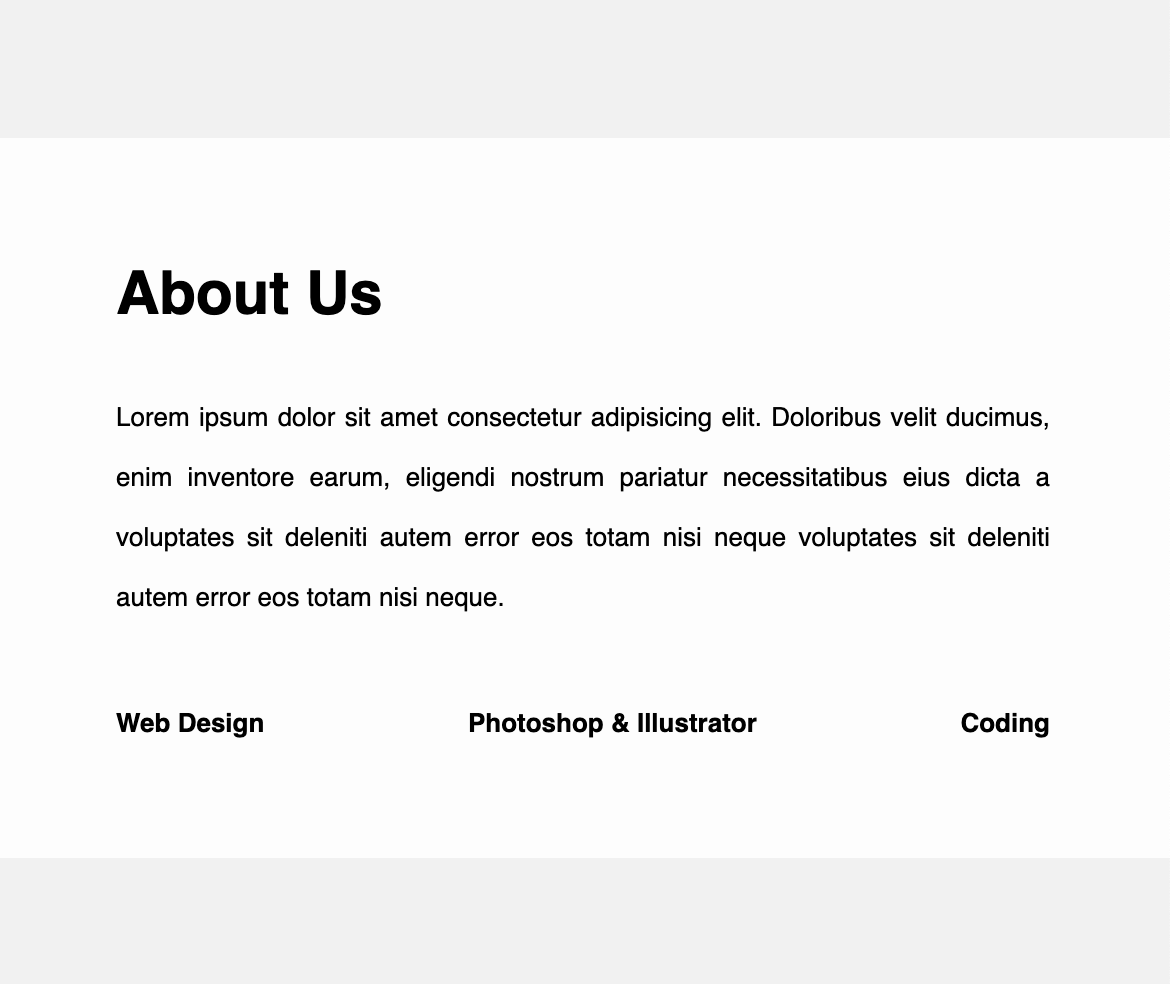 About Us
Lorem ipsum dolor sit amet consectetur adipisicing elit. Doloribus velit ducimus,
enim inventore earum, eligendi nostrum pariatur necessitatibus eius dicta a
voluptates sit deleniti autem error eos totam nisi neque voluptates sit deleniti
autem error eos totam nisi neque.
Web Design Photoshop & Illustrator Coding